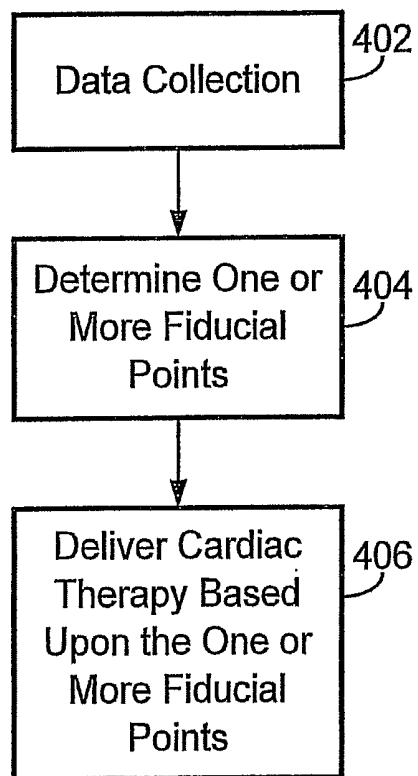 402
Data Collection
404
Determine One or
More Fiducial
Points
406
Deliver Cardiac
Therapy Based
Upon the One or
More Fiducial
Points